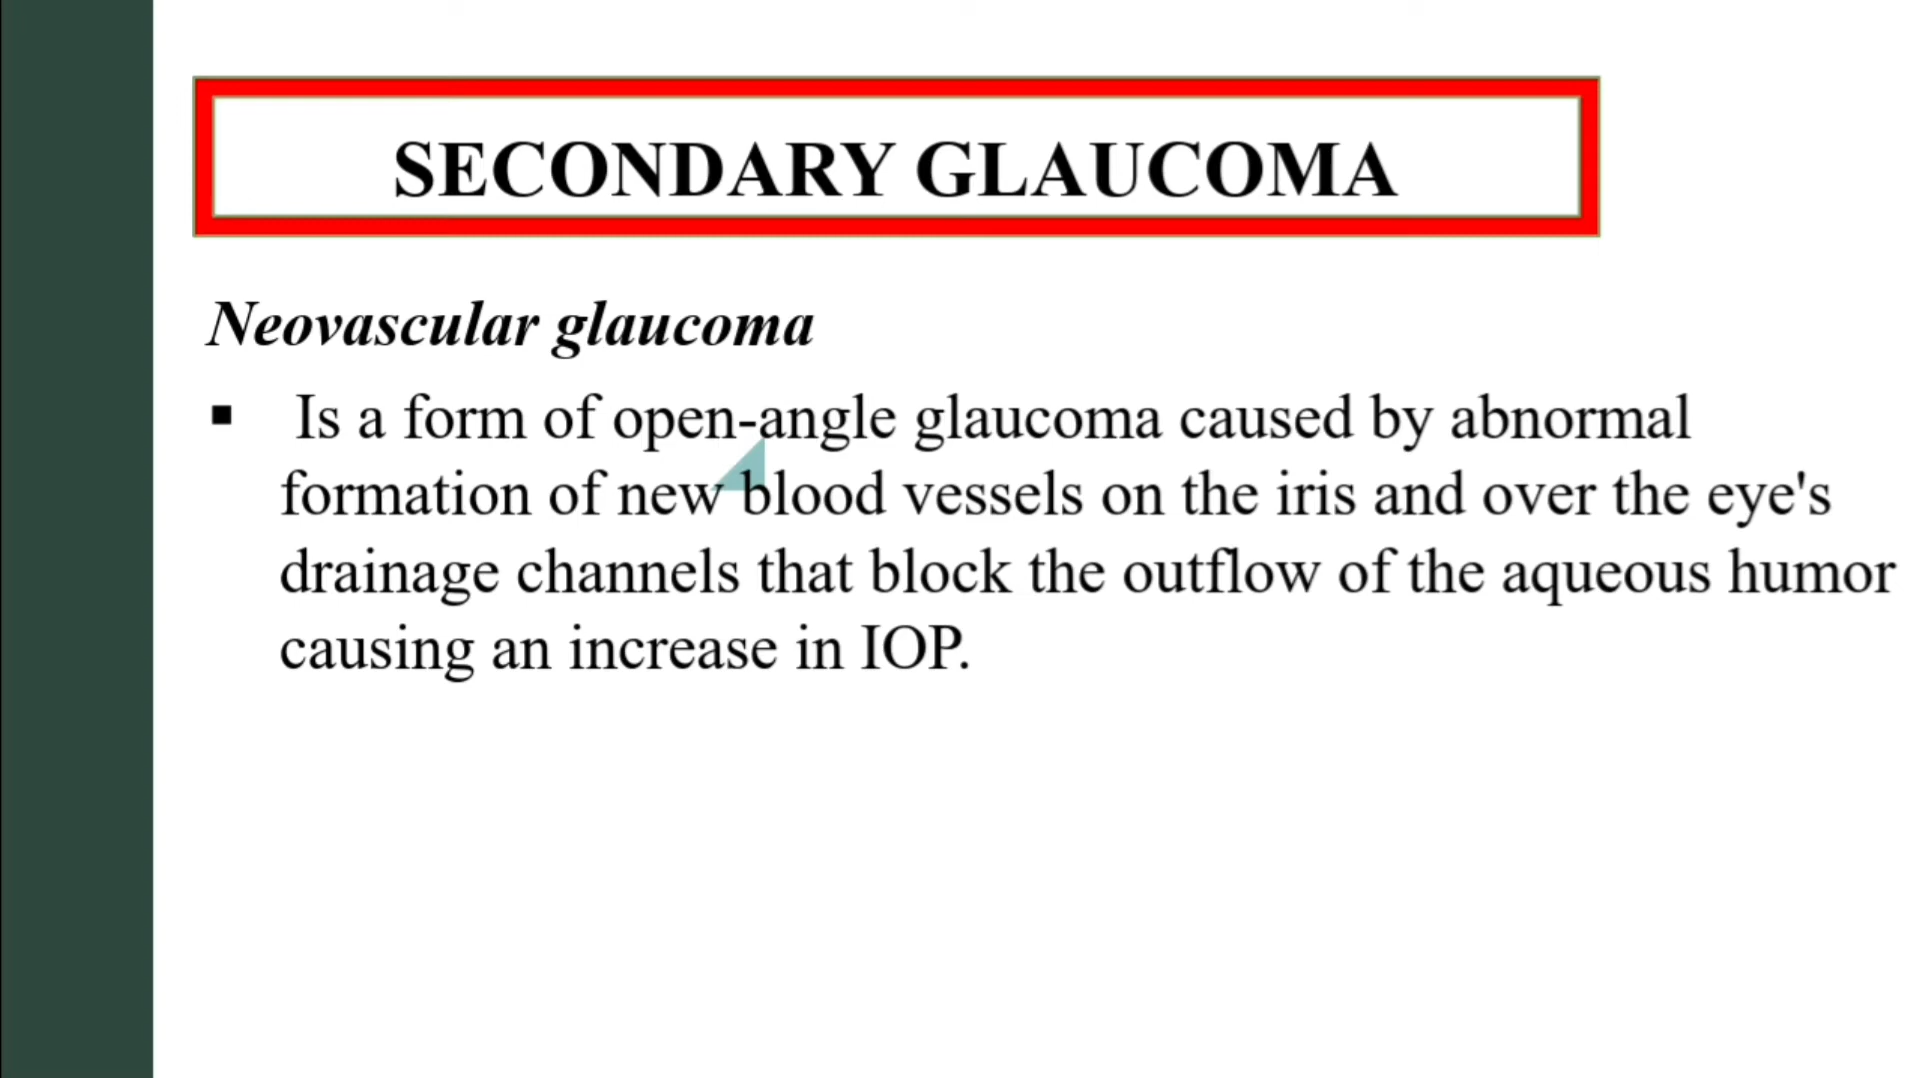 SECONDARY GLAUCOMA
Neovascular glaucoma
▪ Is a form of open-angle glaucoma caused by abnormal
formation of new blood vessels on the iris and over the eye's
drainage channels that block the outflow of the aqueous humor
causing an increase in IOP.